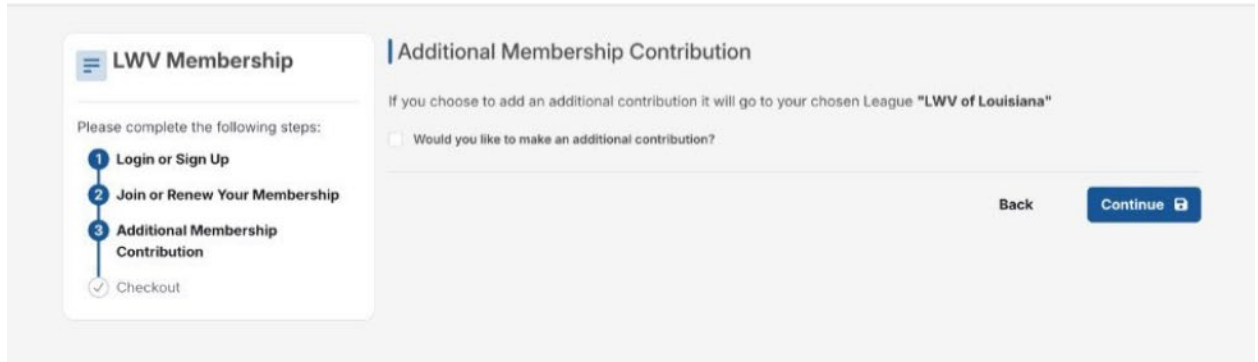 LWV Membership
Please complete the following steps:
1 Login or Sign Up
2 Join or Renew Your Membership
3 Additional Membership
Contribution
Checkout
Additional Membership Contribution
If you choose to add an additional contribution it will go to your chosen League "LWV of Louisiana"
Would you like to make an additional contribution?
Back
Continue